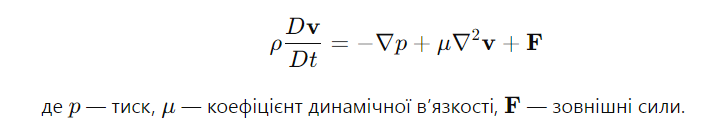 ρ Dv/Dt = −∇p + μ∇²v + F
де p — тиск, μ — коефіцієнт динамічної в’язкості, F — зовнішні сили.